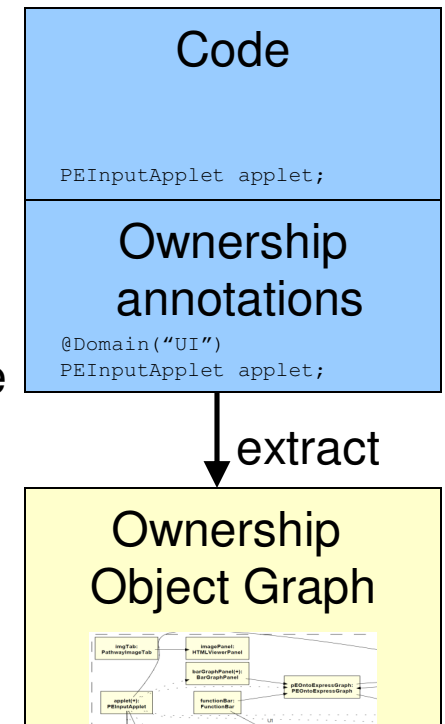 Code
PEInputApplet applet;
Ownership
annotations
@Domain(“UI”)
PEInputApplet applet;
e
extract
Ownership
Object Graph
imgTab:
PathwayImageTab
imagePanel:
HTMLViewerPanel
barGraphPanel(+):
BarGraphPanel
pEOntoExpressGraph:
PEOntoExpressGraph
applet(+):
PEInputApplet
functionBar:
FunctionBar
UI